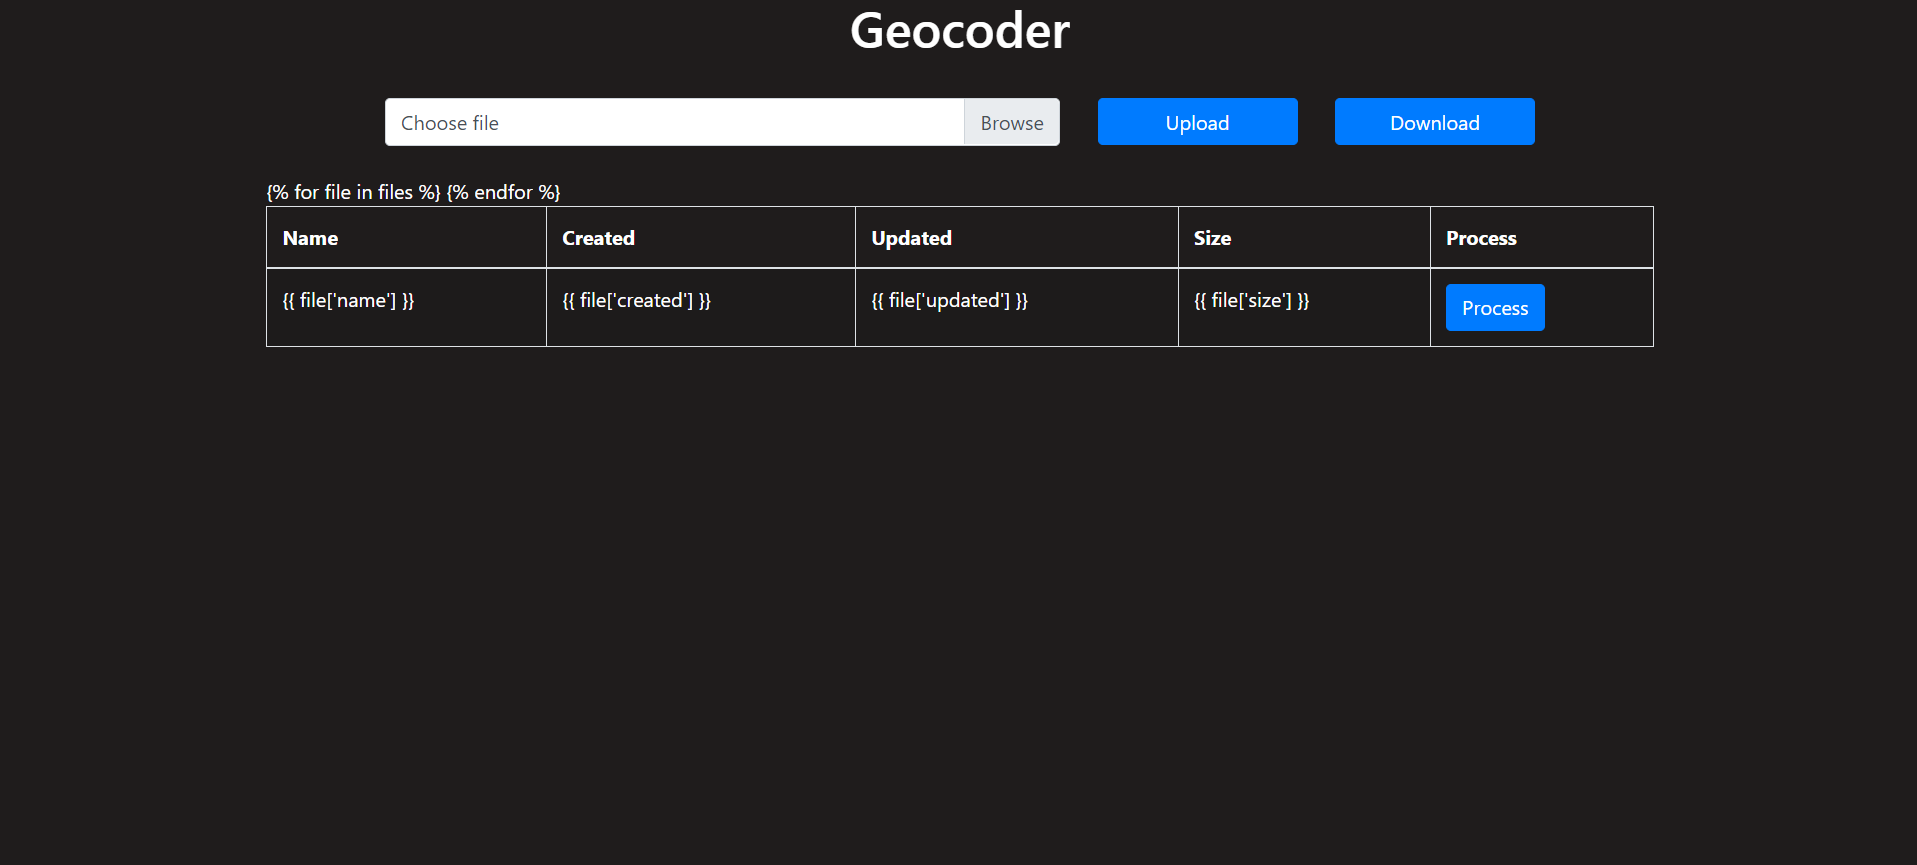 Geocoder
Choose file Browse Upload Download
{% for file in files %} {% endfor %}
Name Created Updated Size Process
{{ file['name'] }} {{ file['created'] }} {{ file['updated'] }} {{ file['size'] }} Process